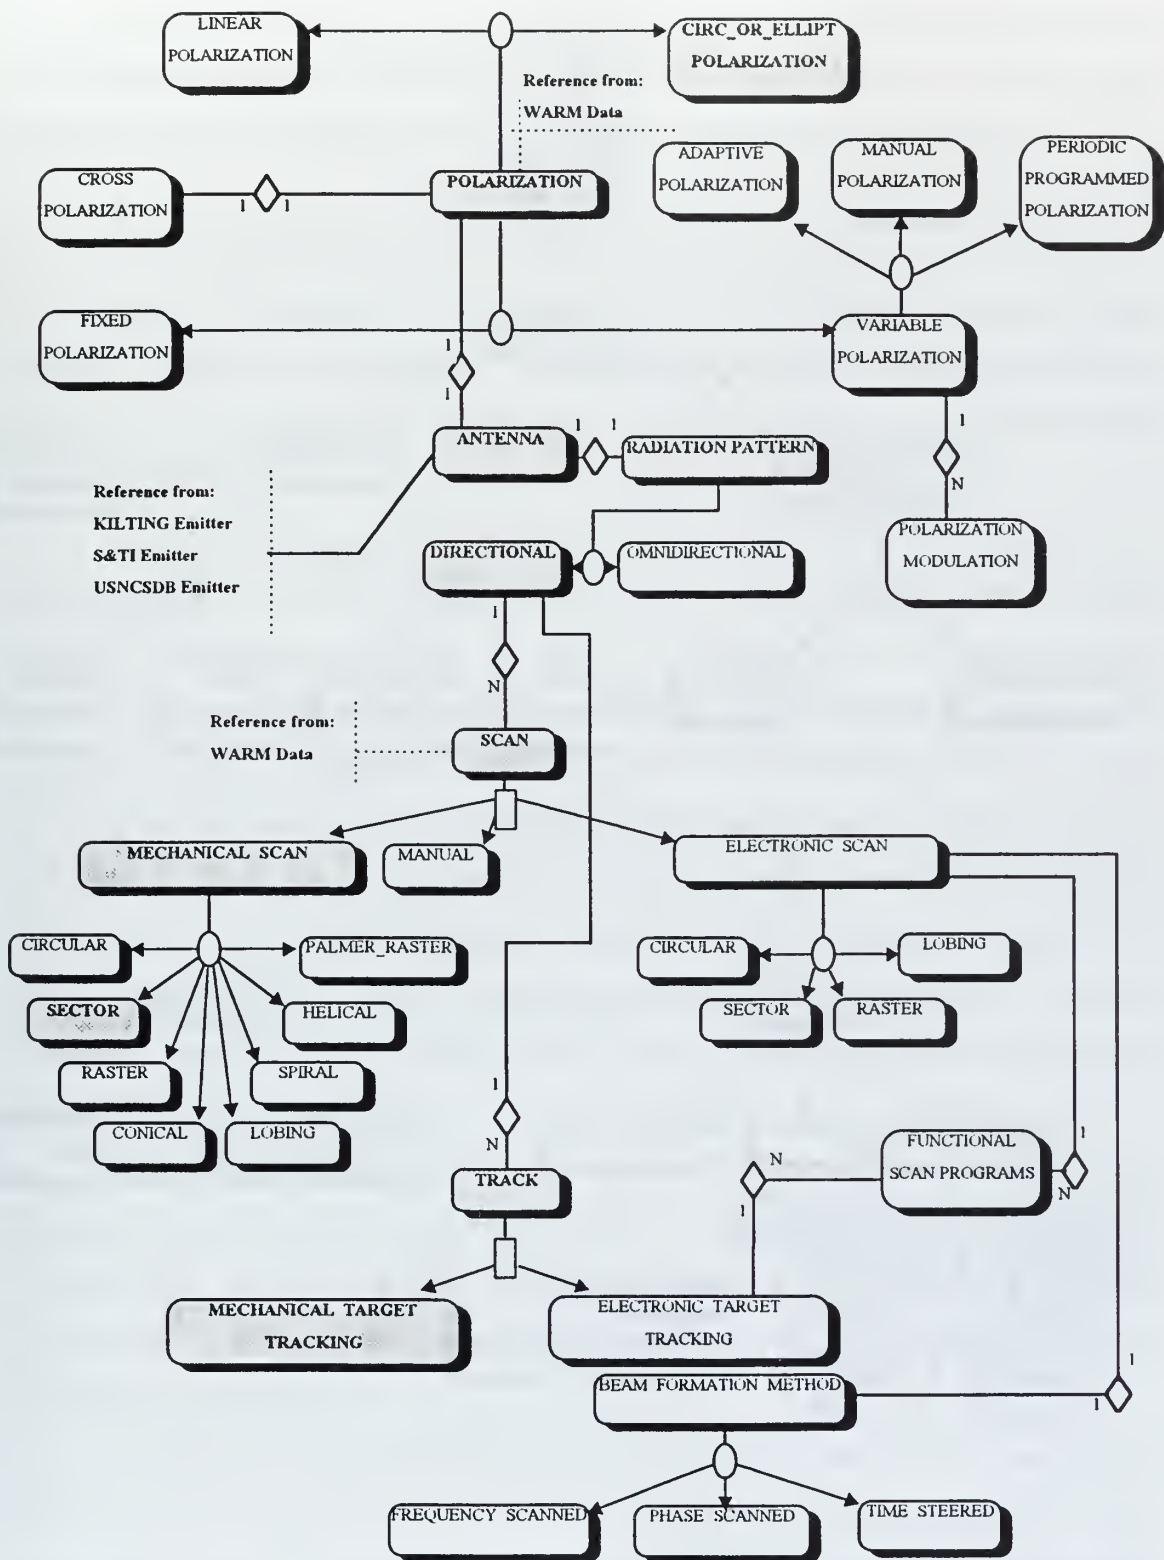 LINEAR
POLARIZATION
CIRC_OR_ELLIPT
POLARIZATION
Reference from:
WARM Data
CROSS
POLARIZATION
1
1
POLARIZATION
ADAPTIVE
POLARIZATION
MANUAL
POLARIZATION
PERIODIC
PROGRAMMED
POLARIZATION
FIXED
POLARIZATION
VARIABLE
POLARIZATION
1
1
1
N
POLARIZATION
MODULATION
ANTENNA
1
1
RADIATION PATTERN
Reference from:
KILTING Emitter
S&TI Emitter
USNCSDB Emitter
DIRECTIONAL
OMNIDIRECTIONAL
1
N
Reference from:
WARM Data
SCAN
MECHANICAL SCAN
MANUAL
ELECTRONIC SCAN
CIRCULAR
PALMER_RASTER
SECTOR
HELICAL
RASTER
SPIRAL
CONICAL
LOBING
CIRCULAR
LOBING
SECTOR
RASTER
1
N
TRACK
N
1
FUNCTIONAL
SCAN PROGRAMS
1
N
MECHANICAL TARGET
TRACKING
ELECTRONIC TARGET
TRACKING
BEAM FORMATION METHOD
1
1
FREQUENCY SCANNED
PHASE SCANNED
TIME STEERED